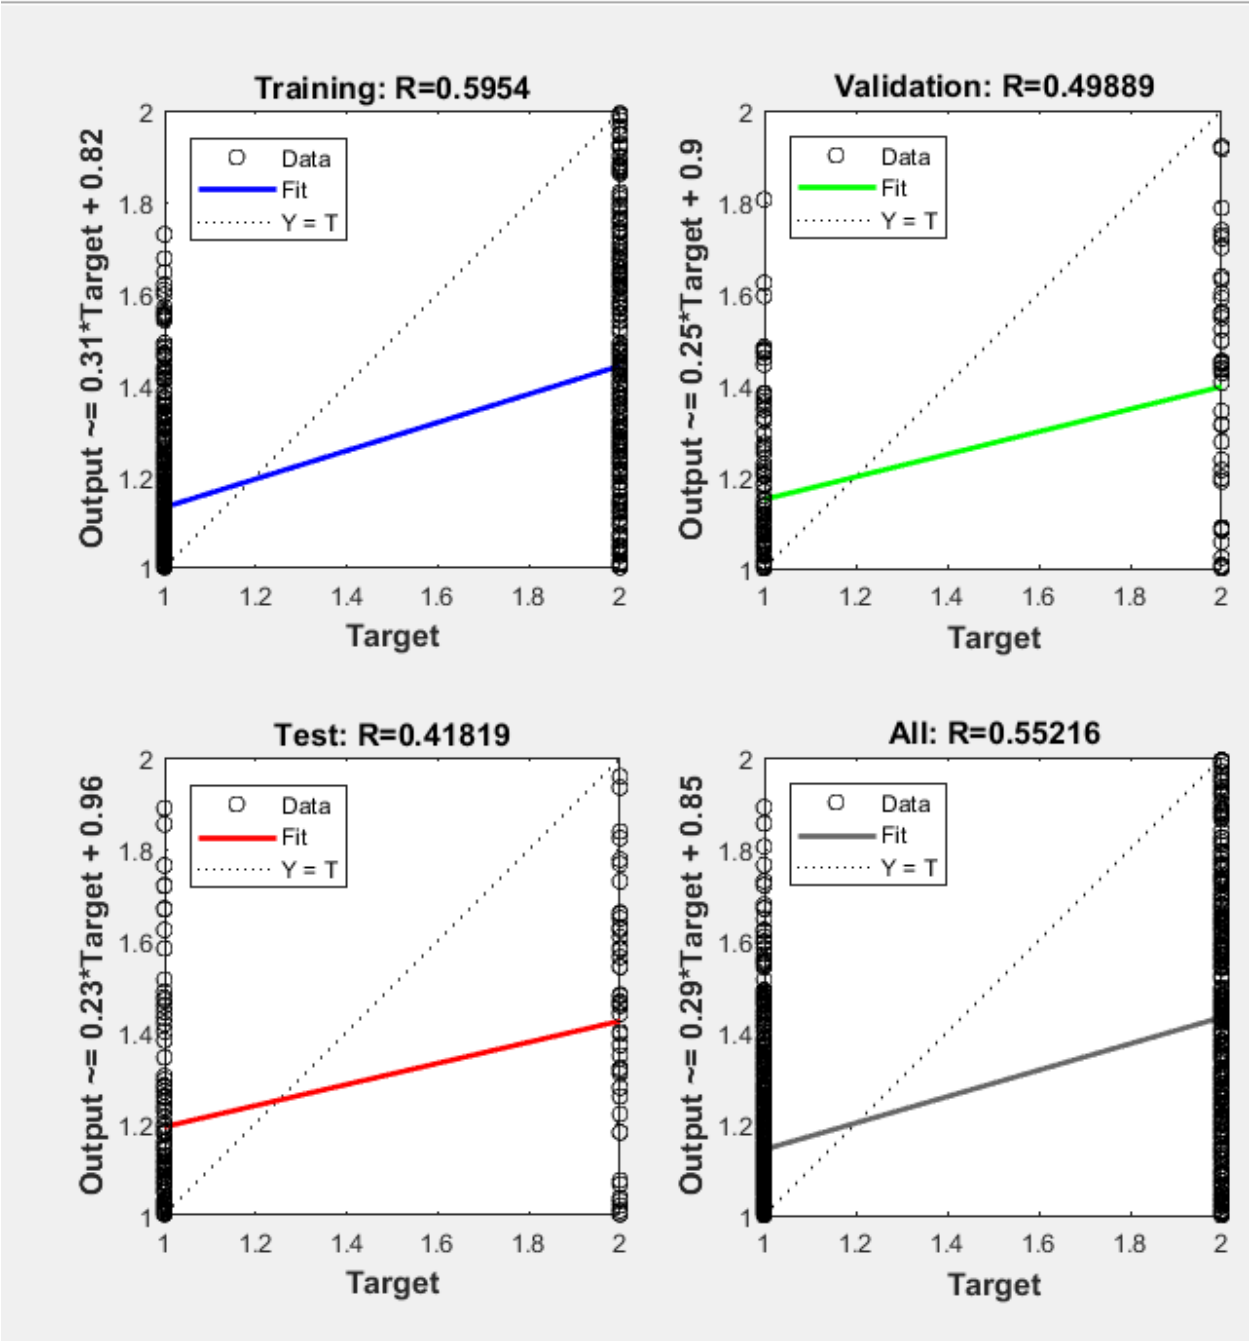 Training: R=0.5954
Output ~= 0.31*Target + 0.82
2
1.8
1.6
1.4
1.2
1
Data
Fit
Y = T
1
1.2
1.4
1.6
1.8
2
Target
Validation: R=0.49889
Output ~= 0.25*Target + 0.9
2
1.8
1.6
1.4
1.2
1
Data
Fit
Y = T
1
1.2
1.4
1.6
1.8
2
Target
Test: R=0.41819
Output ~= 0.23*Target + 0.96
2
1.8
1.6
1.4
1.2
1
Data
Fit
Y = T
1
1.2
1.4
1.6
1.8
2
Target
All: R=0.55216
Output ~= 0.29*Target + 0.85
2
1.8
1.6
1.4
1.2
1
Data
Fit
Y = T
1
1.2
1.4
1.6
1.8
2
Target